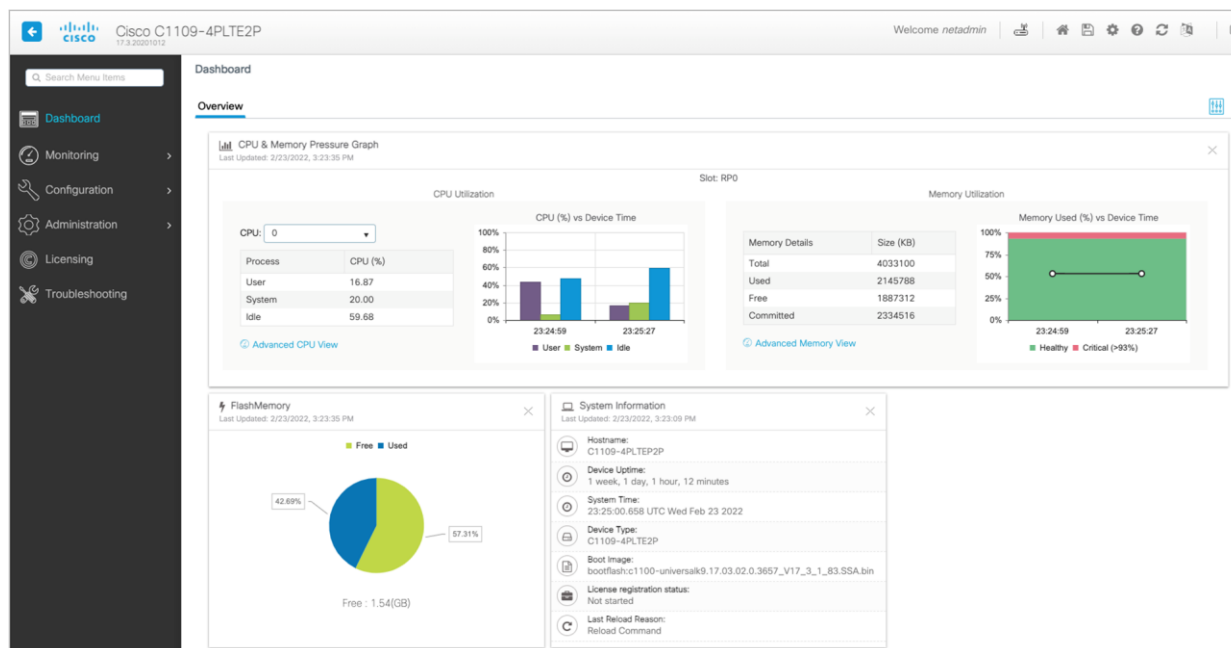 CISCO
Cisco C1109-4PLTE2P
17.3.20201012
Welcome netadmin
Search Menu Items
Dashboard
Monitoring
Configuration
Administration
Licensing
Troubleshooting
Dashboard
Overview
CPU & Memory Pressure Graph
Last Updated: 2/23/2022, 3:23:35 PM
Slot: RP0
CPU Utilization
CPU: 0
Process CPU (%)
User 16.87
System 20.00
Idle 59.68
Advanced CPU View
CPU (%) vs Device Time
100%
80%
60%
40%
20%
0%
23:24:59 23:25:27
User System Idle
Memory Utilization
Memory Details Size (KB)
Total 4033100
Used 2145788
Free 1887312
Committed 2334516
Advanced Memory View
Memory Used (%) vs Device Time
100%
75%
50%
25%
0%
23:24:59 23:25:27
Healthy Critical (>93%)
FlashMemory
Last Updated: 2/23/2022, 3:23:35 PM
Free Used
42.69%
57.31%
Free : 1.54(GB)
System Information
Last Updated: 2/23/2022, 3:23:09 PM
Hostname:
C1109-4PLTEP2P
Device Uptime:
1 week, 1 day, 1 hour, 12 minutes
System Time:
23:25:00.658 UTC Wed Feb 23 2022
Device Type:
C1109-4PLTE2P
Boot Image:
bootflash:c1100-universalk9.17.03.02.0.3657_V17_3_1_83.SSA.bin
License registration status:
Not started
Last Reload Reason:
Reload Command